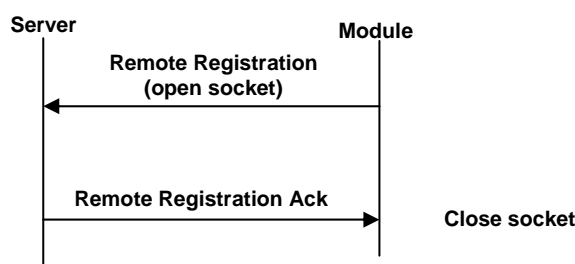 Server
Module
Remote Registration
(open socket)
Remote Registration Ack
Close socket